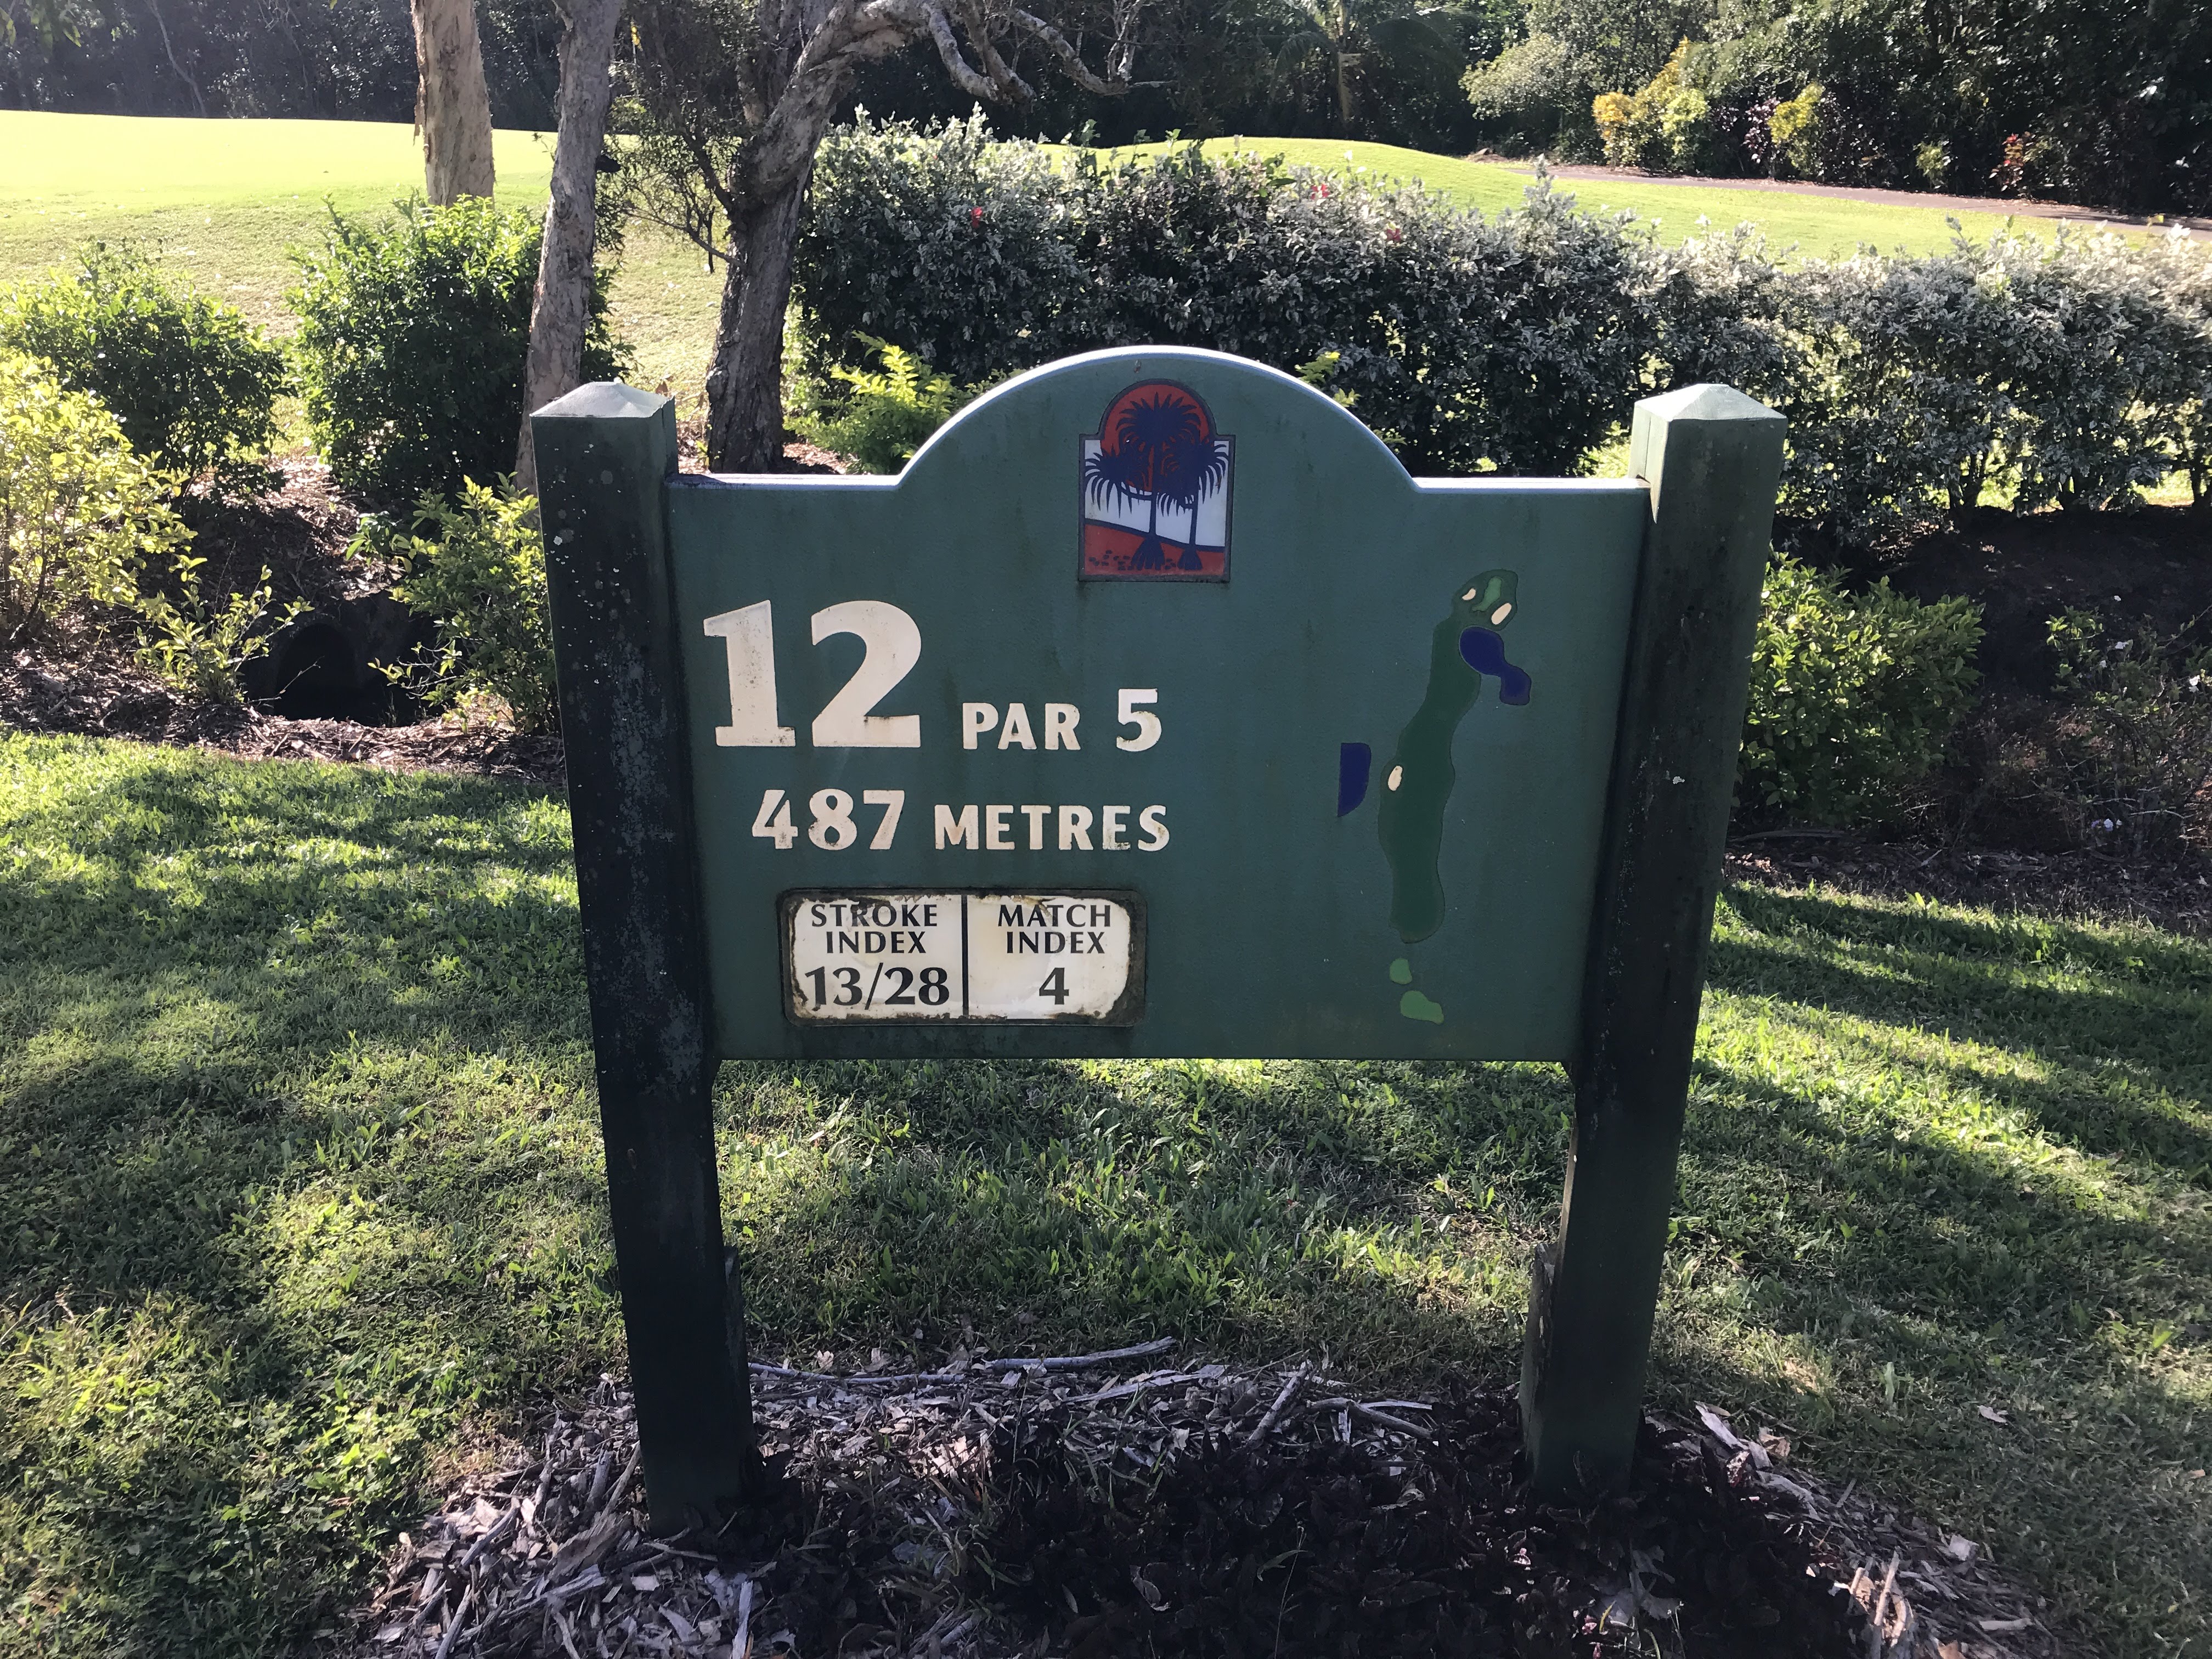 12 PAR 5
487 METRES
STROKE INDEX 13/28
MATCH INDEX 4